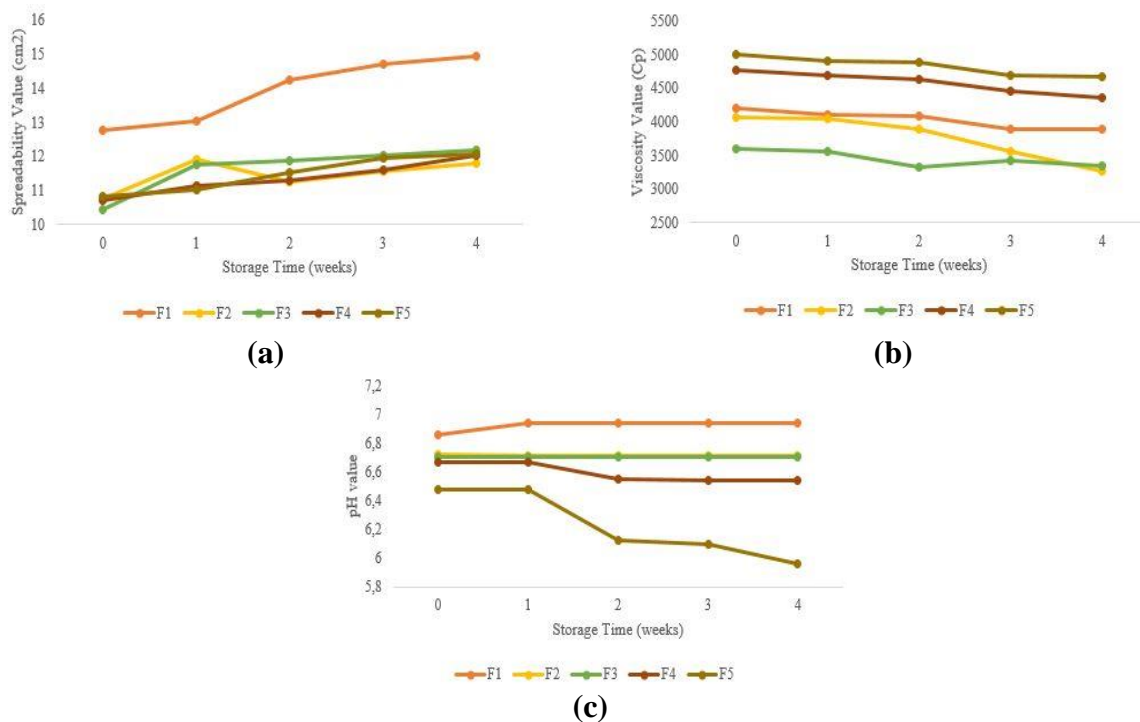 Spreadability Value (cm2)
16
15
14
13
12
11
10
0 1 2 3 4
Storage Time (weeks)
F1 F2 F3 F4 F5
(a)
Viscosity Value (Cp)
5500
5000
4500
4000
3500
3000
2500
0 1 2 3 4
Storage Time (weeks)
F1 F2 F3 F4 F5
(b)
pH value
7,2
7
6,8
6,6
6,4
6,2
6
5,8
0 1 2 3 4
Storage Time (weeks)
F1 F2 F3 F4 F5
(c)